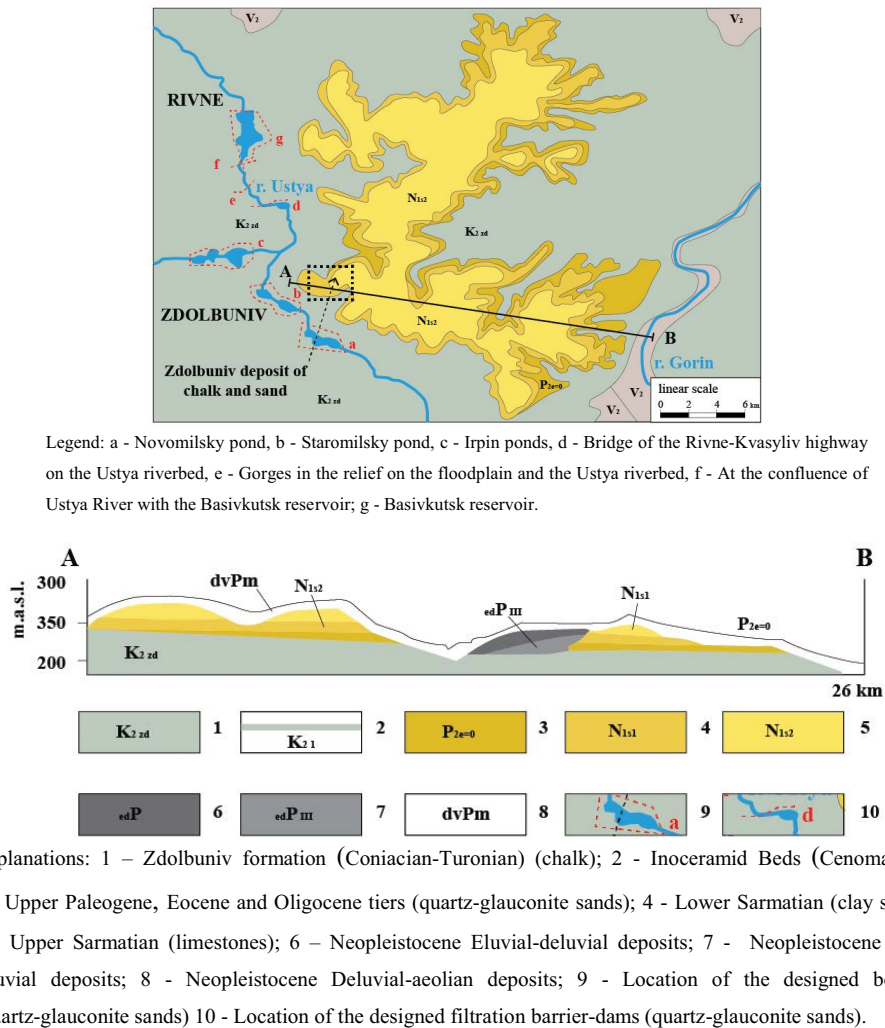 V₂
V₂
RIVNE
g
f
r. Ustya
e
d
N₁s₂
K₂ zd
K₂ zd
c
A
b
ZDOLBUNIV
N₁s₂
B
a
r. Gorin
Zdolbuniv deposit of
chalk and sand
P₂e=0
V₂
V₂
K₂ zd
linear scale
0 2 4 6 km
Legend: a - Novomilsky pond, b - Staromilsky pond, c - Irpin ponds, d - Bridge of the Rivne-Kvasyliv highway
on the Ustya riverbed, e - Gorges in the relief on the floodplain and the Ustya riverbed, f - At the confluence of
Ustya River with the Basivkutsk reservoir; g - Basivkutsk reservoir.
A
B
m.a.s.l.
300
350
200
dvPm
N₁s₂
edP III
N₁s₁
P₂e=0
K₂ zd
26 km
K₂ zd 1
K₂ 1 2
P₂e=0 3
N₁s₁ 4
N₁s₂ 5
edP 6
edP III 7
dvPm 8
a 9
d 10
planations: 1 – Zdolbuniv formation (Coniacian-Turonian) (chalk); 2 - Inoceramid Beds (Cenoma
Upper Paleogene, Eocene and Oligocene tiers (quartz-glauconite sands); 4 - Lower Sarmatian (clay s
Upper Sarmatian (limestones); 6 – Neopleistocene Eluvial-deluvial deposits; 7 - Neopleistocene
uvial deposits; 8 - Neopleistocene Deluvial-aeolian deposits; 9 - Location of the designed be
uartz-glauconite sands) 10 - Location of the designed filtration barrier-dams (quartz-glauconite sands).